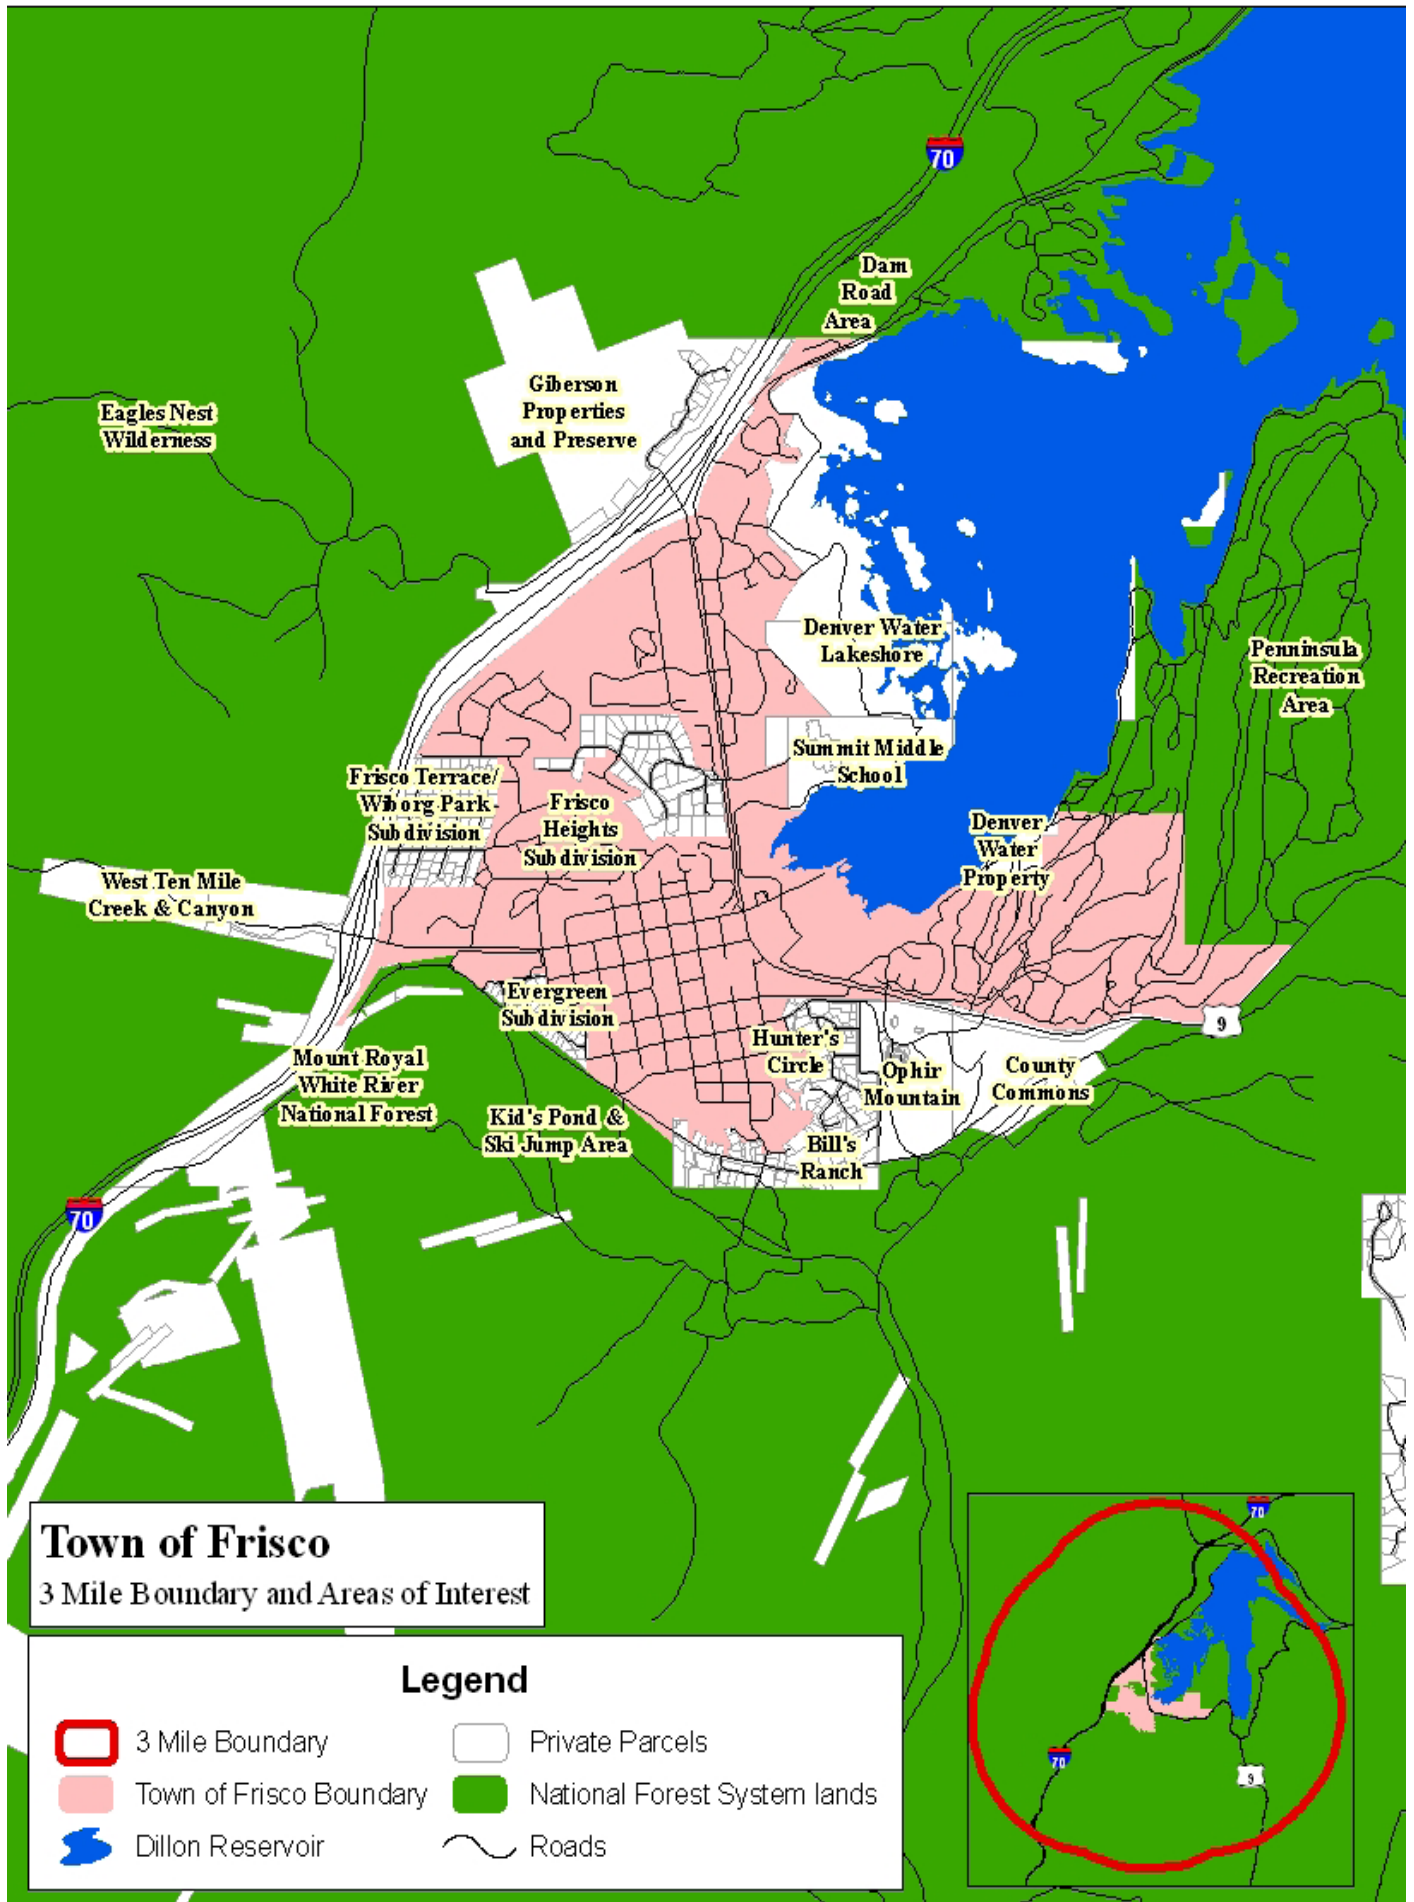 70
Dam
Road
Area
Giberson
Properties
and Preserve
Eagles Nest
Wilderness
Denver Water
Lakeshore
Penninsula
Recreation
Area
Summit Middle
School
Frisco Terrace/
Wiborg Park
Subdivision
Frisco
Heights
Subdivision
Denver
Water
Property
West Ten Mile
Creek & Canyon
Evergreen
Subdivision
9
Hunter's
Circle
Ophir
Mountain
County
Commons
Mount Royal
White River
National Forest
Kid's Pond &
Ski Jump Area
Bill's
Ranch
70
Town of Frisco
3 Mile Boundary and Areas of Interest
Legend
3 Mile Boundary
Private Parcels
Town of Frisco Boundary
National Forest System lands
Dillon Reservoir
Roads
70
70
9